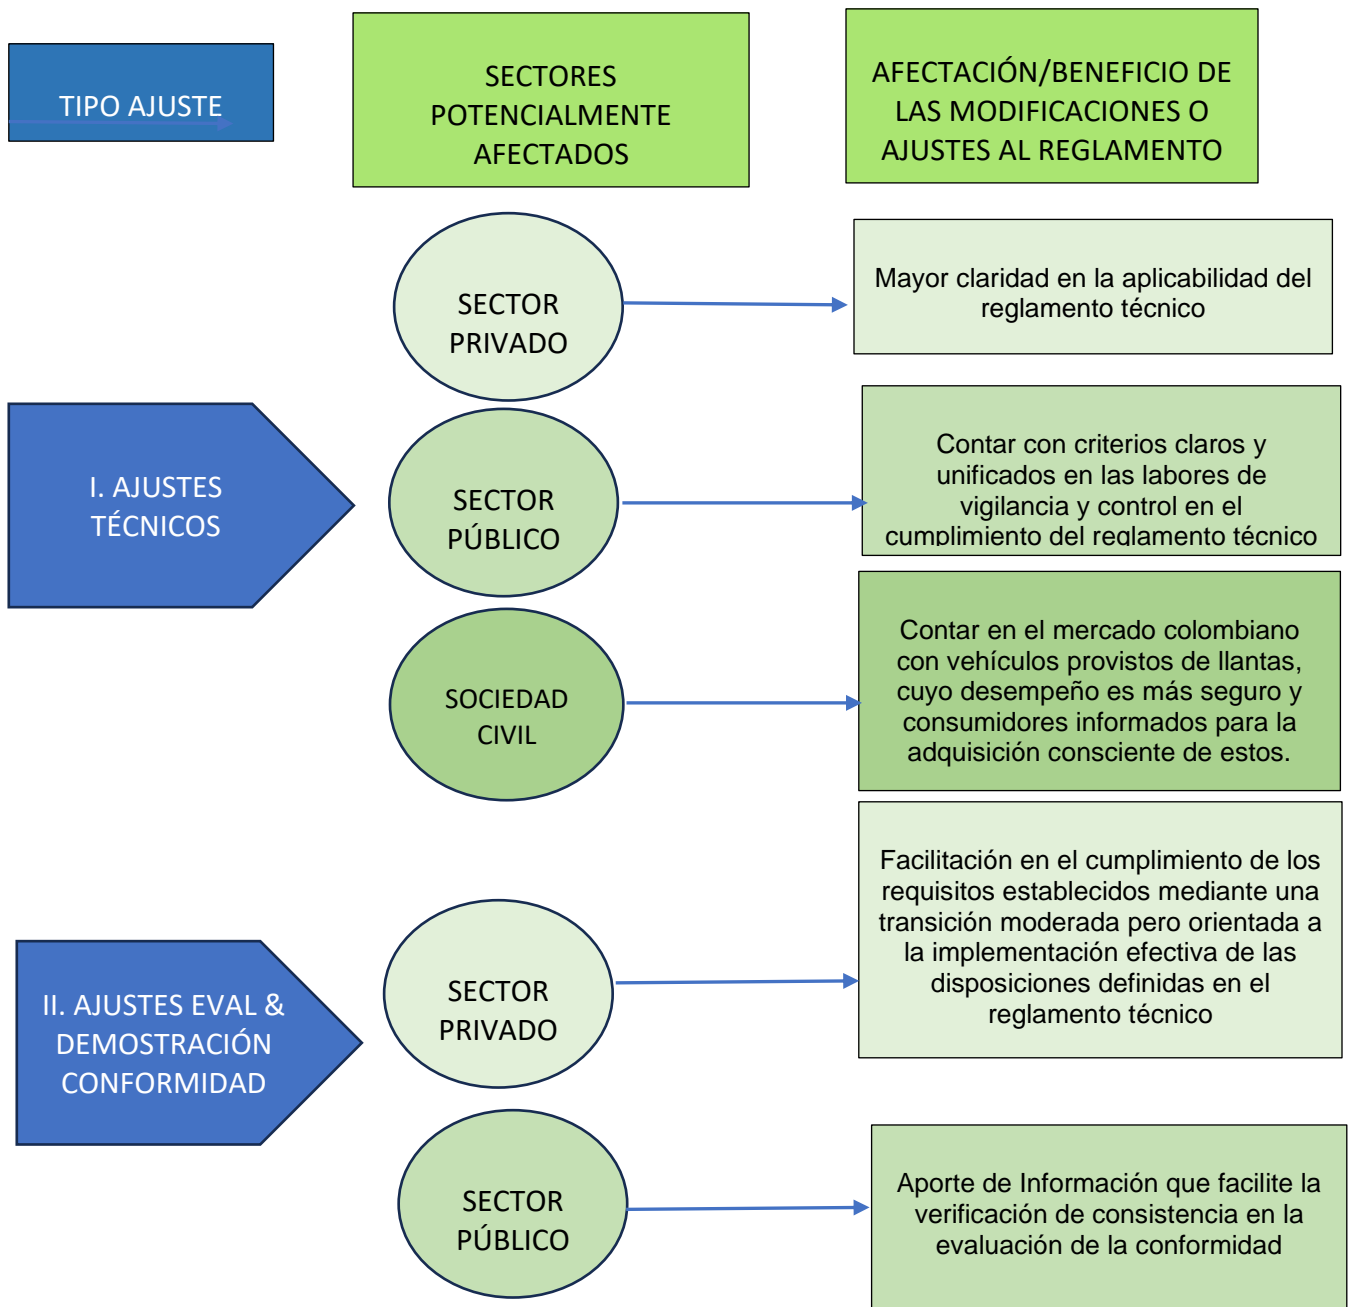 TIPO AJUSTE
SECTORES
POTENCIALMENTE
AFECTADOS
AFECTACIÓN/BENEFICIO DE
LAS MODIFICACIONES O
AJUSTES AL REGLAMENTO
I. AJUSTES
TÉCNICOS
SECTOR
PRIVADO
Mayor claridad en la aplicabilidad del
reglamento técnico
SECTOR
PÚBLICO
Contar con criterios claros y
unificados en las labores de
vigilancia y control en el
cumplimiento del reglamento técnico
SOCIEDAD
CIVIL
Contar en el mercado colombiano
con vehículos provistos de llantas,
cuyo desempeño es más seguro y
consumidores informados para la
adquisición consciente de estos.
II. AJUSTES EVAL &
DEMOSTRACIÓN
CONFORMIDAD
SECTOR
PRIVADO
Facilitación en el cumplimiento de los
requisitos establecidos mediante una
transición moderada pero orientada a
la implementación efectiva de las
disposiciones definidas en el
reglamento técnico
SECTOR
PÚBLICO
Aporte de Información que facilite la
verificación de consistencia en la
evaluación de la conformidad